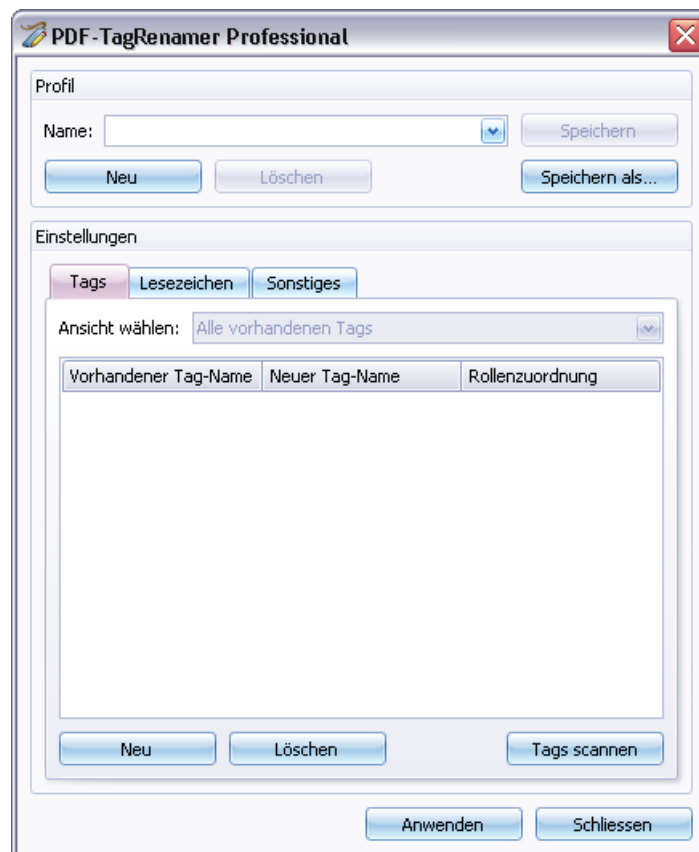 PDF-TagRenamer Professional
Profil
Name:
Speichern
Neu
Löschen
Speichern als...
Einstellungen
Tags
Lesezeichen
Sonstiges
Ansicht wählen:
Alle vorhandenen Tags
Vorhandener Tag-Name
Neuer Tag-Name
Rollenzuordnung
Neu
Löschen
Tags scannen
Anwenden
Schliessen